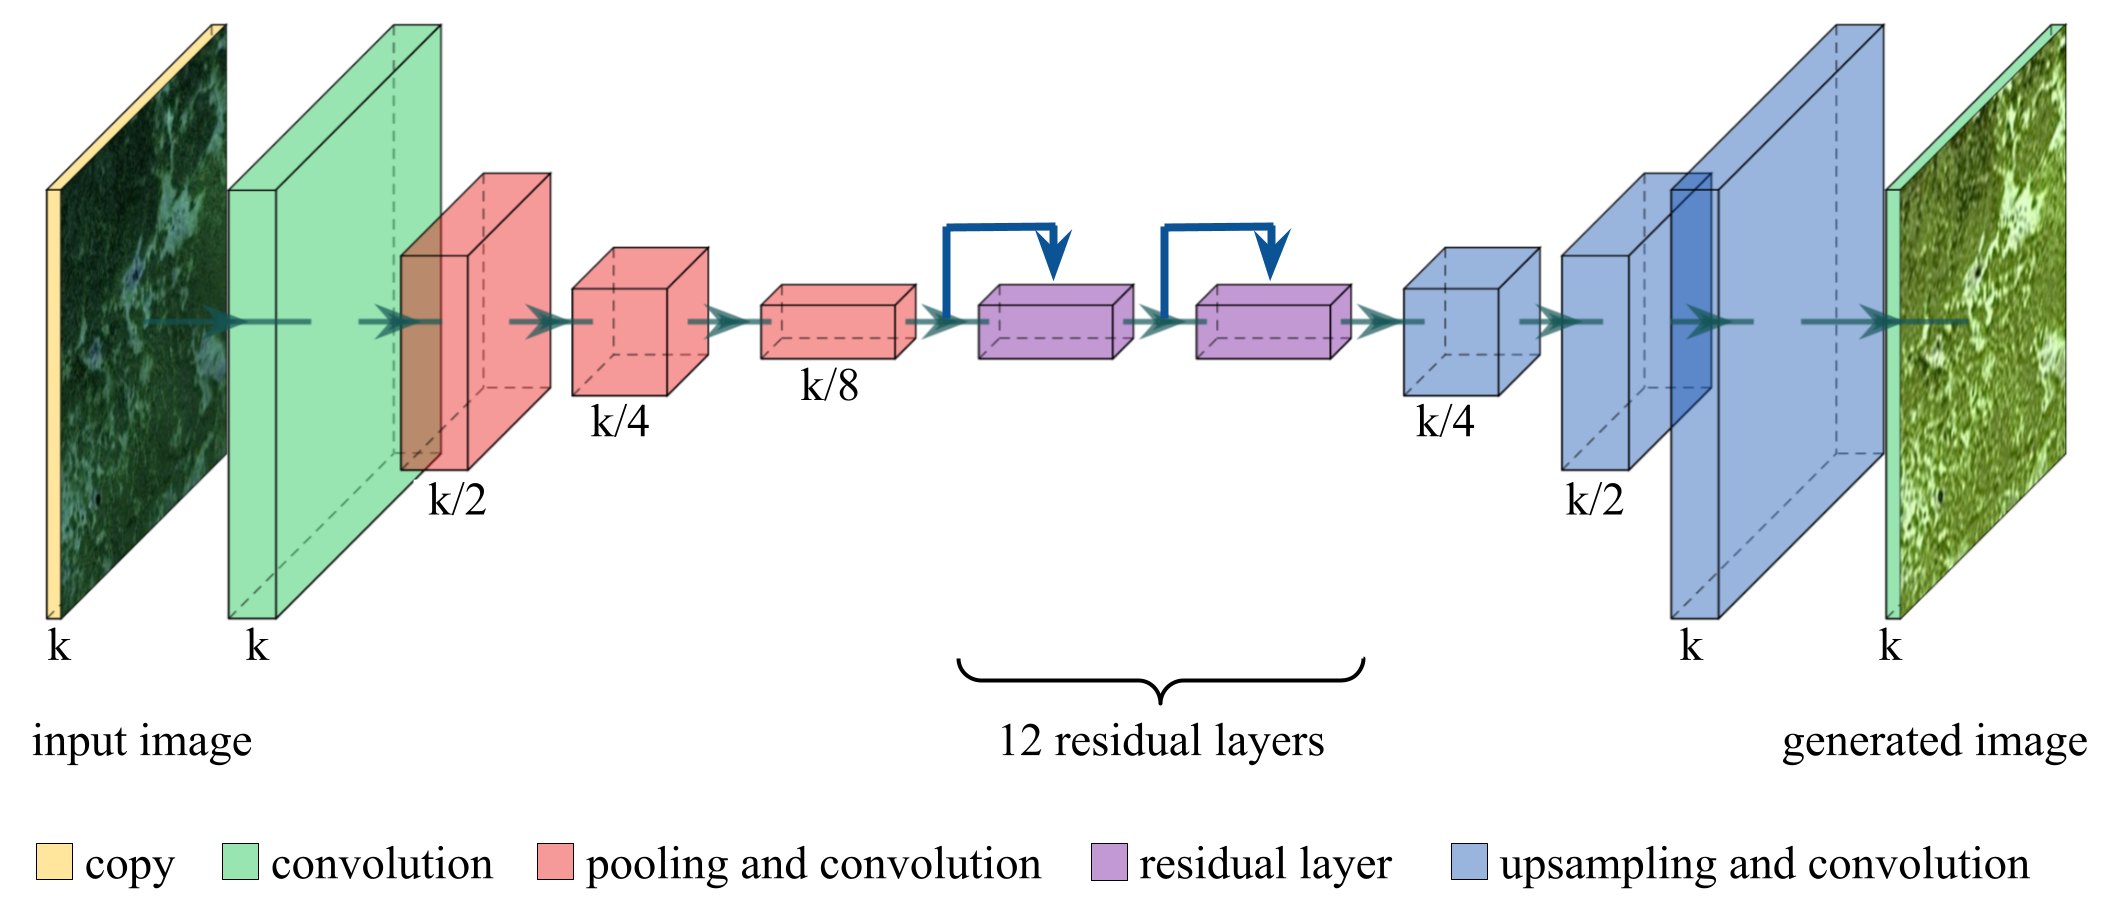 k/8
k/4
k/4
k/2
k/2
k
k
k
k
12 residual layers
input image
generated image
copy
convolution
pooling and convolution
residual layer
upsampling and convolution